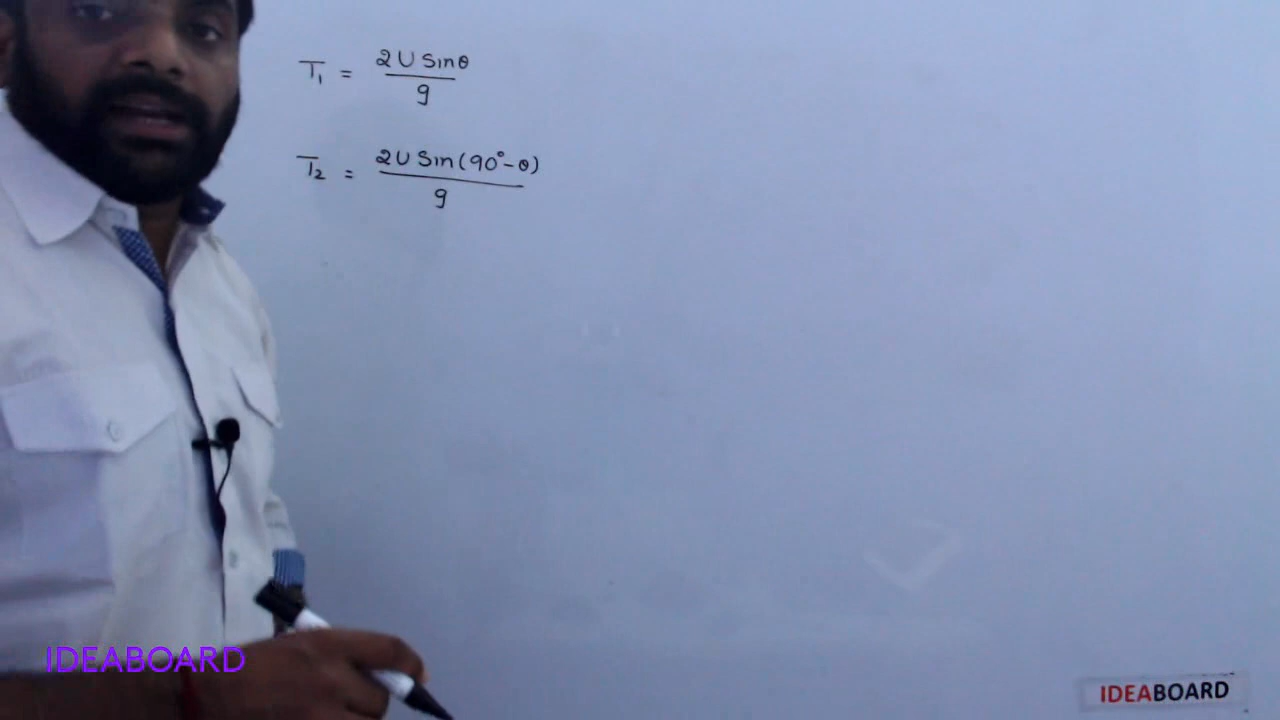 T₁ = 2U Sinθ / g
T₂ = 2U Sin(90°-θ) / g
IDEABOARD
IDEABOARD